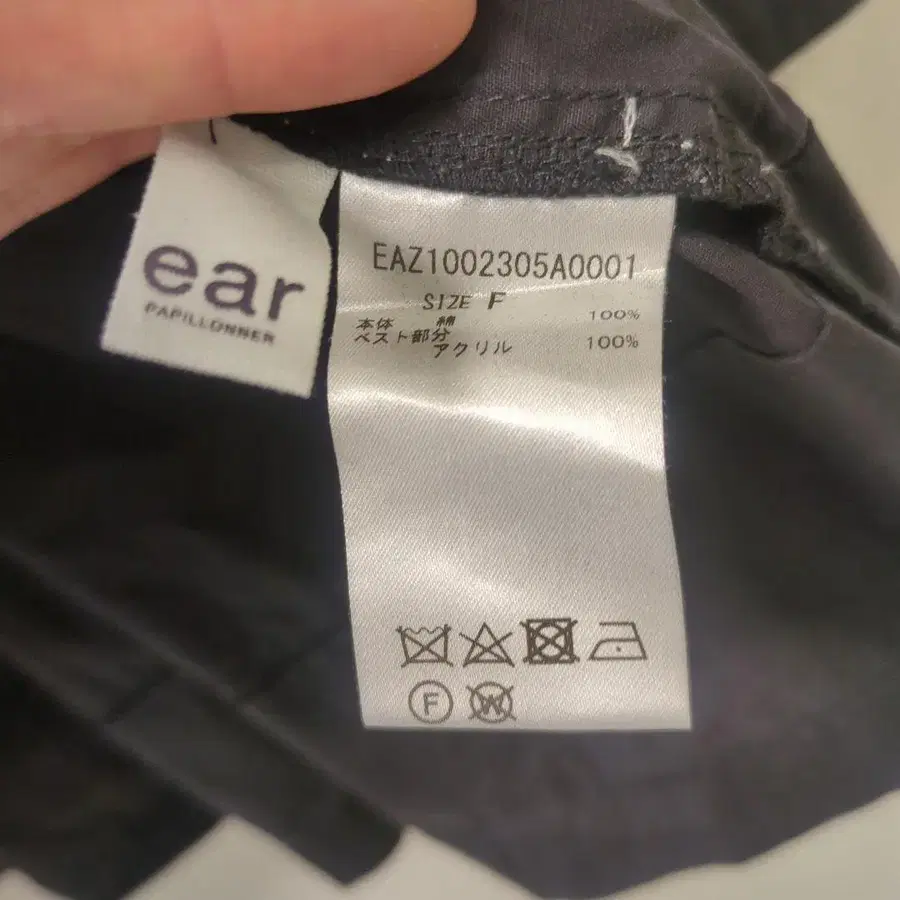 ear
PAPILLONNER
EAZ1002305A0001
SIZE F
本体 綿 100%
ベスト部分
アクリル 100%
F
W